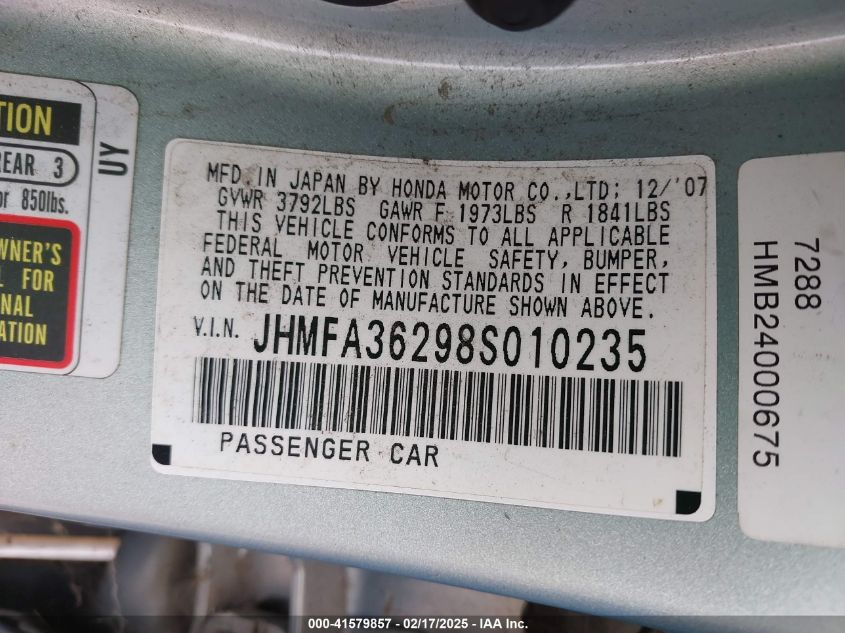 TION
REAR 3
or 850lbs.
WNER'S
L FOR
NAL
ATION
UY
MFD. IN JAPAN BY HONDA MOTOR CO.,LTD: 12/'07
GVWR 3792LBS GAWR F 1973LBS R 1841LBS
THIS VEHICLE CONFORMS TO ALL APPLICABLE
FEDERAL MOTOR VEHICLE SAFETY, BUMPER,
AND THEFT PREVENTION STANDARDS IN EFFECT
ON THE DATE OF MANUFACTURE SHOWN ABOVE.
V.I.N. JHMFA36298S010235
PASSENGER CAR
7288
HMB24000675
000-41579857 - 02/17/2025 - IAAI Inc.